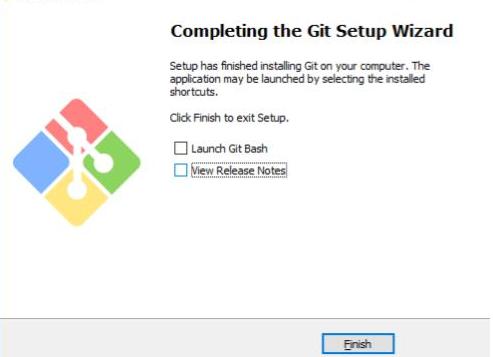 Completing the Git Setup Wizard
Setup has finished installing Git on your computer. The
application may be launched by selecting the installed
shortcuts.
Click Finish to exit Setup.
Launch Git Bash
View Release Notes
Finish